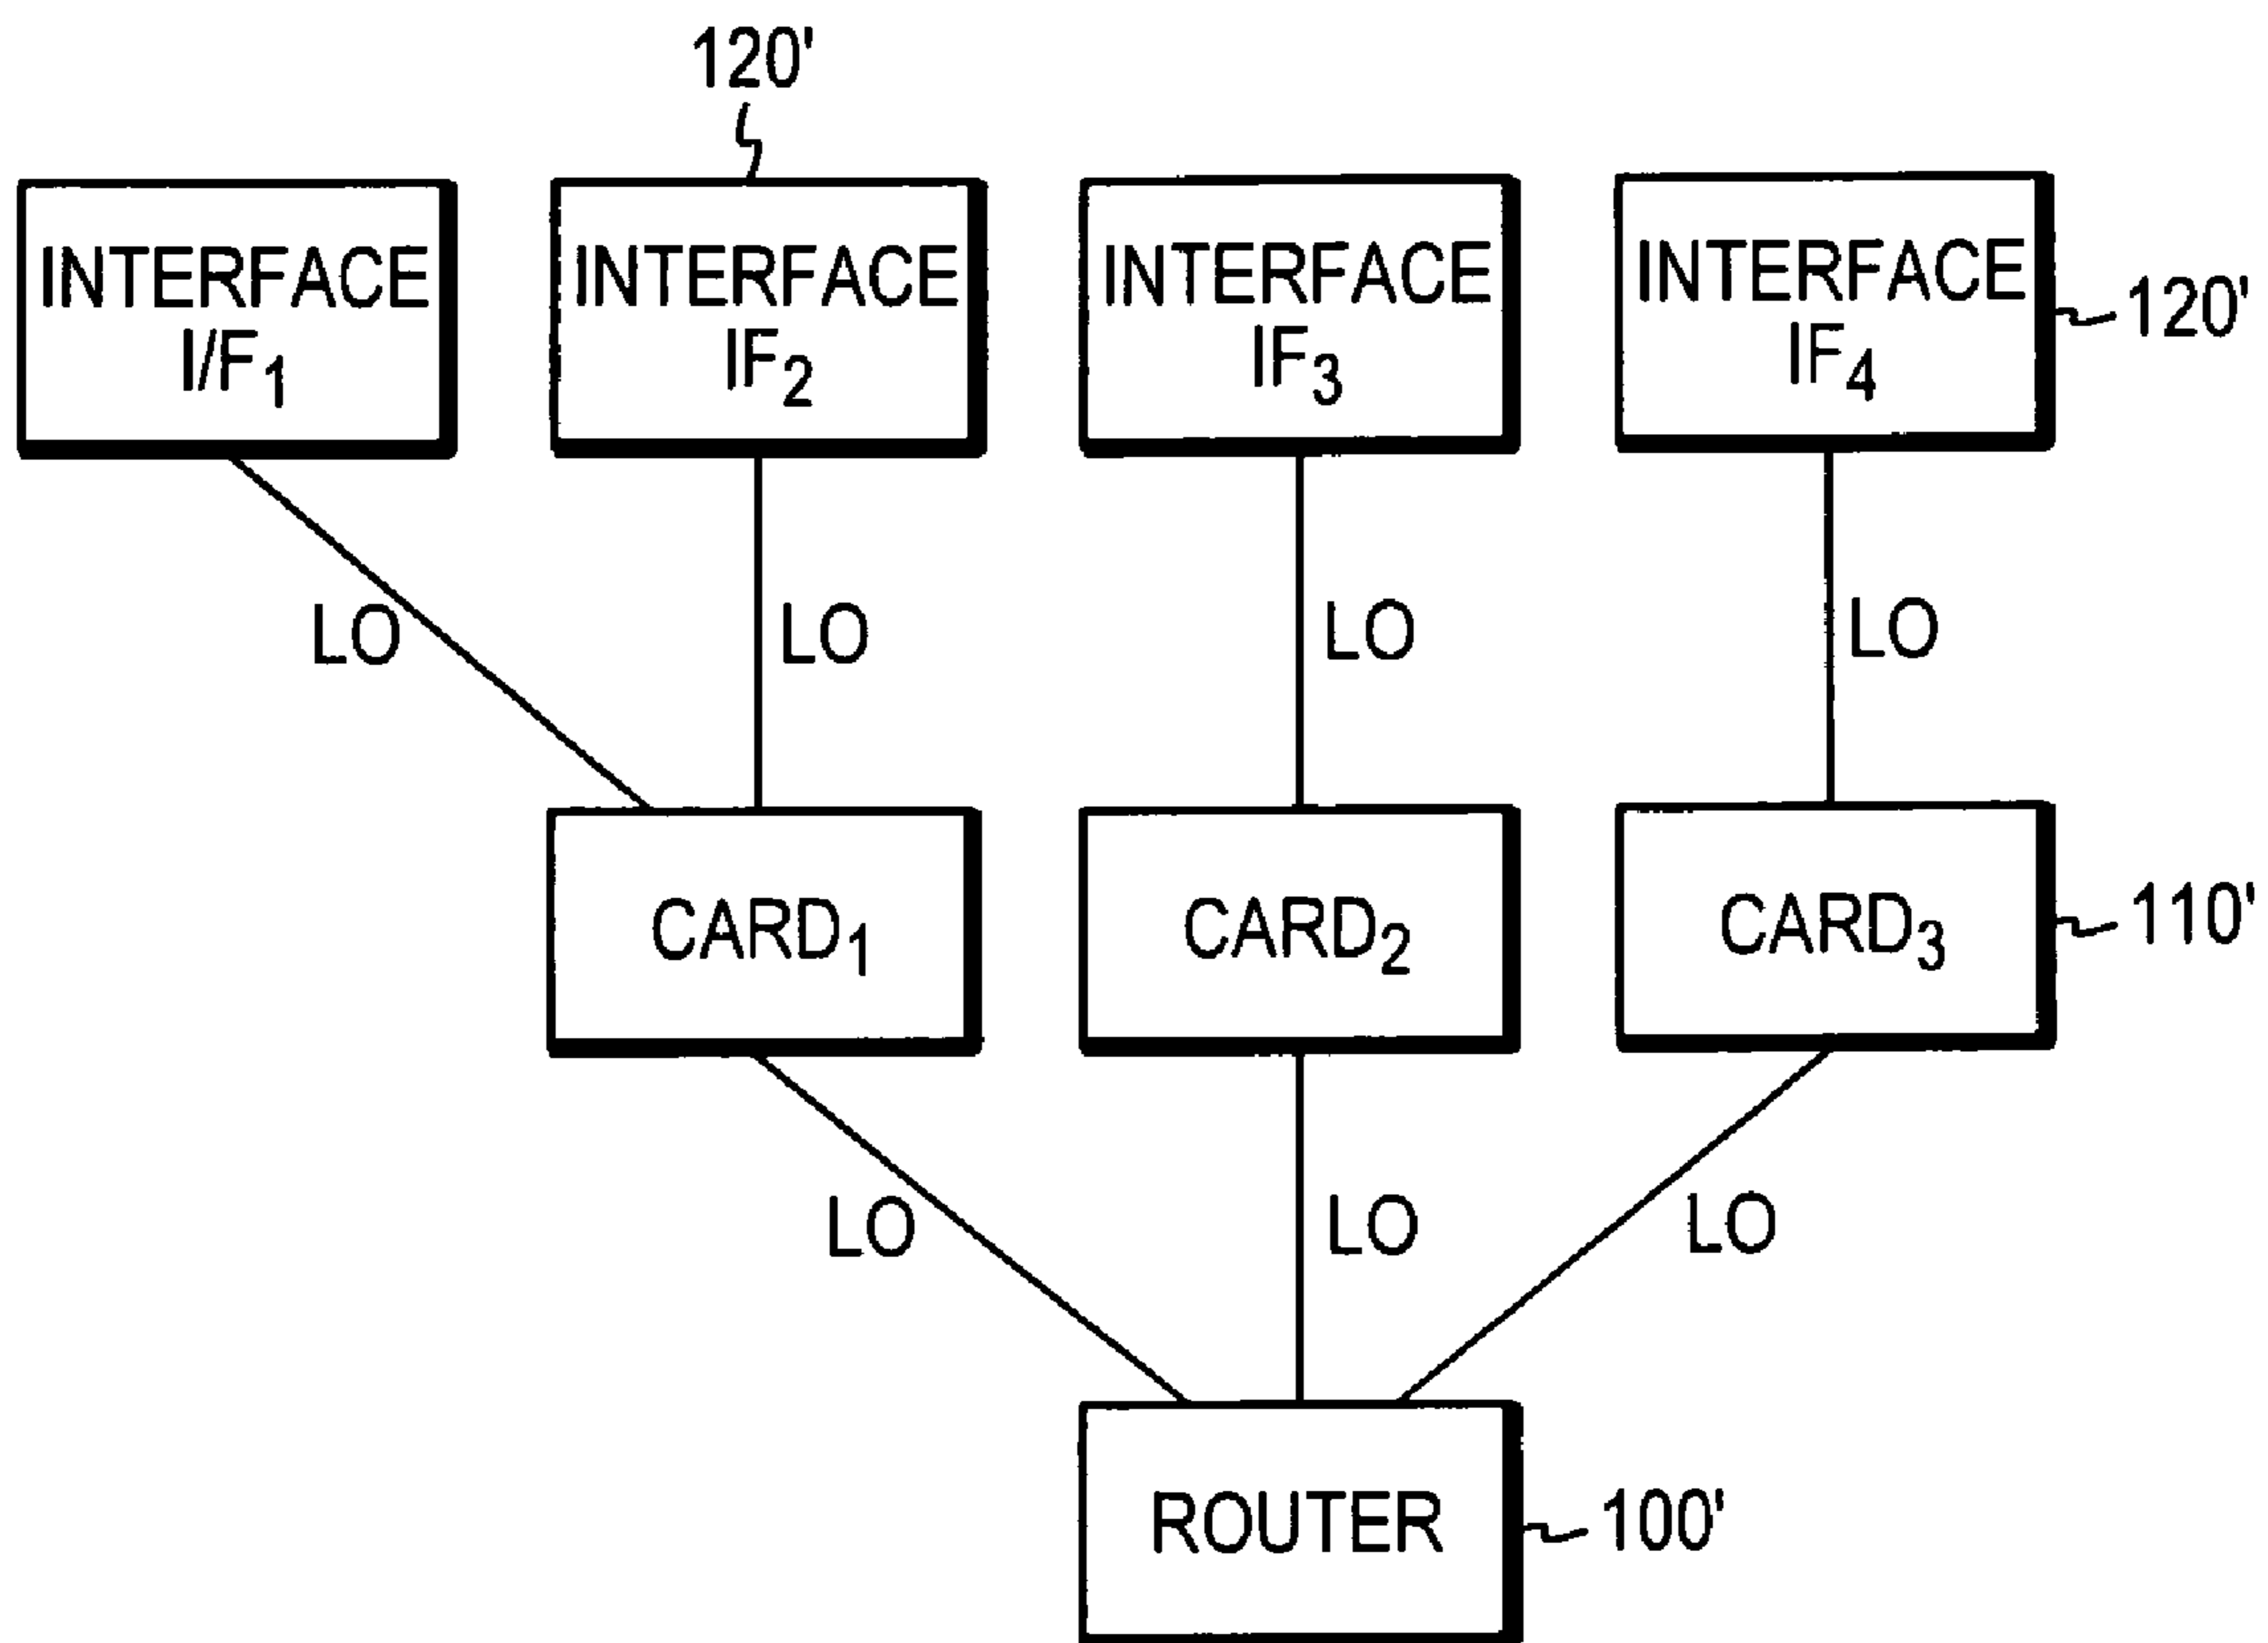 120'
INTERFACE
I/F₁
INTERFACE
IF₂
INTERFACE
IF₃
INTERFACE
IF₄
120'
LO
LO
LO
LO
CARD₁
CARD₂
CARD₃
110'
LO
LO
LO
ROUTER
100'